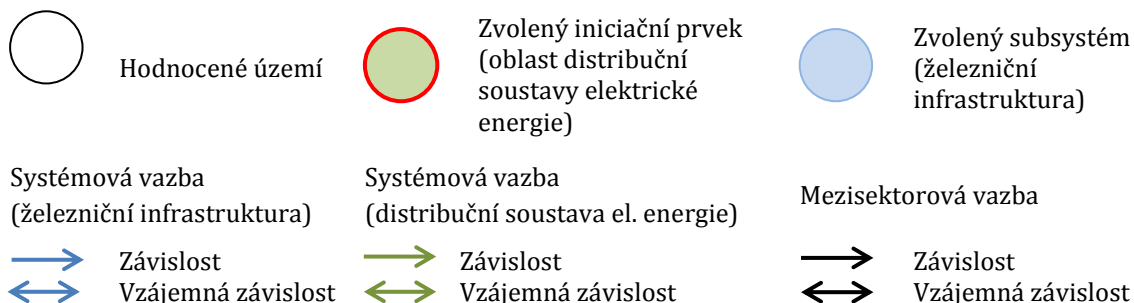 Hodnocené území
Zvolený iniciační prvek
(oblast distribuční
soustavy elektrické
energie)
Zvolený subsystém
(železniční
infrastruktura)
Systémová vazba
(železniční infrastruktura)
Závislost
Vzájemná závislost
Systémová vazba
(distribuční soustava el. energie)
Závislost
Vzájemná závislost
Mezisektorová vazba
Závislost
Vzájemná závislost